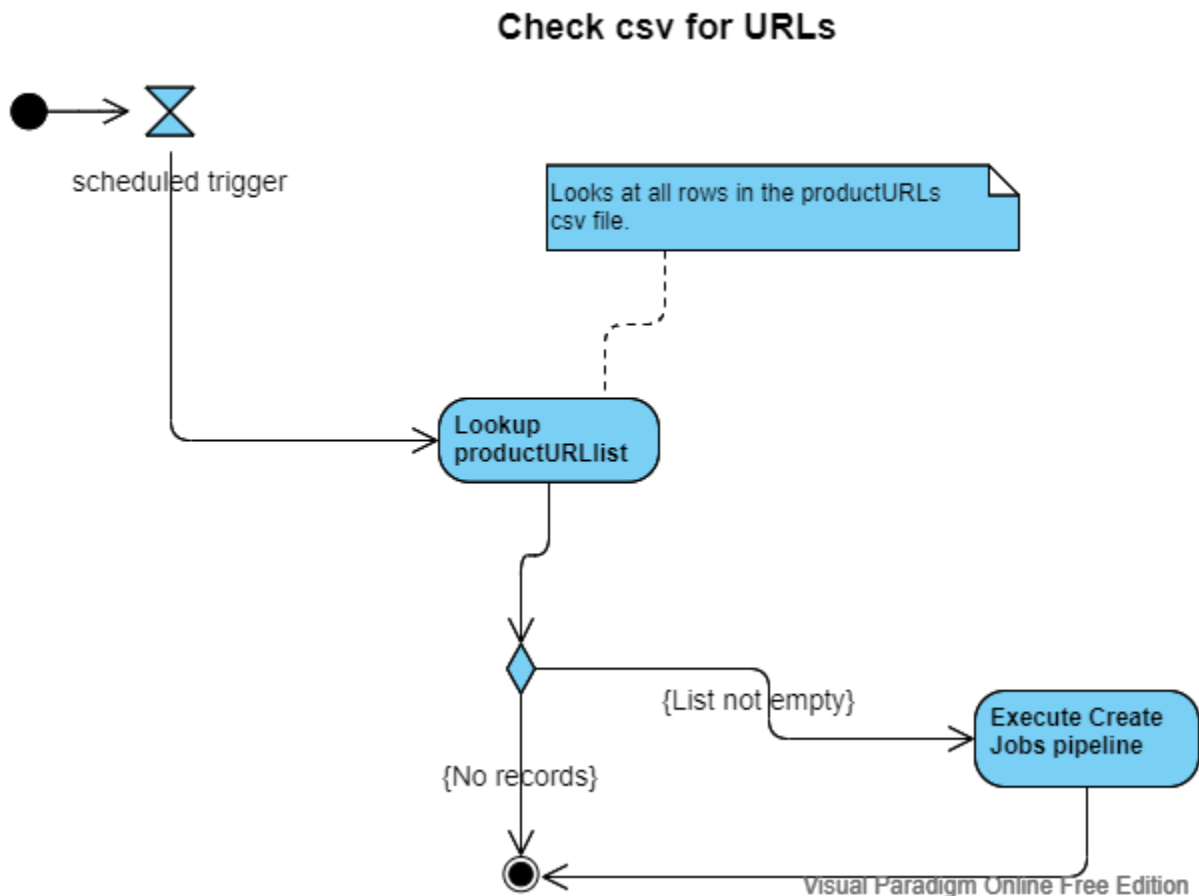 Check csv for URLs
scheduled trigger
Looks at all rows in the productURLs
csv file.
Lookup
productURLlist
{List not empty}
Execute Create
Jobs pipeline
{No records}
Visual Paradigm Online Free Edition